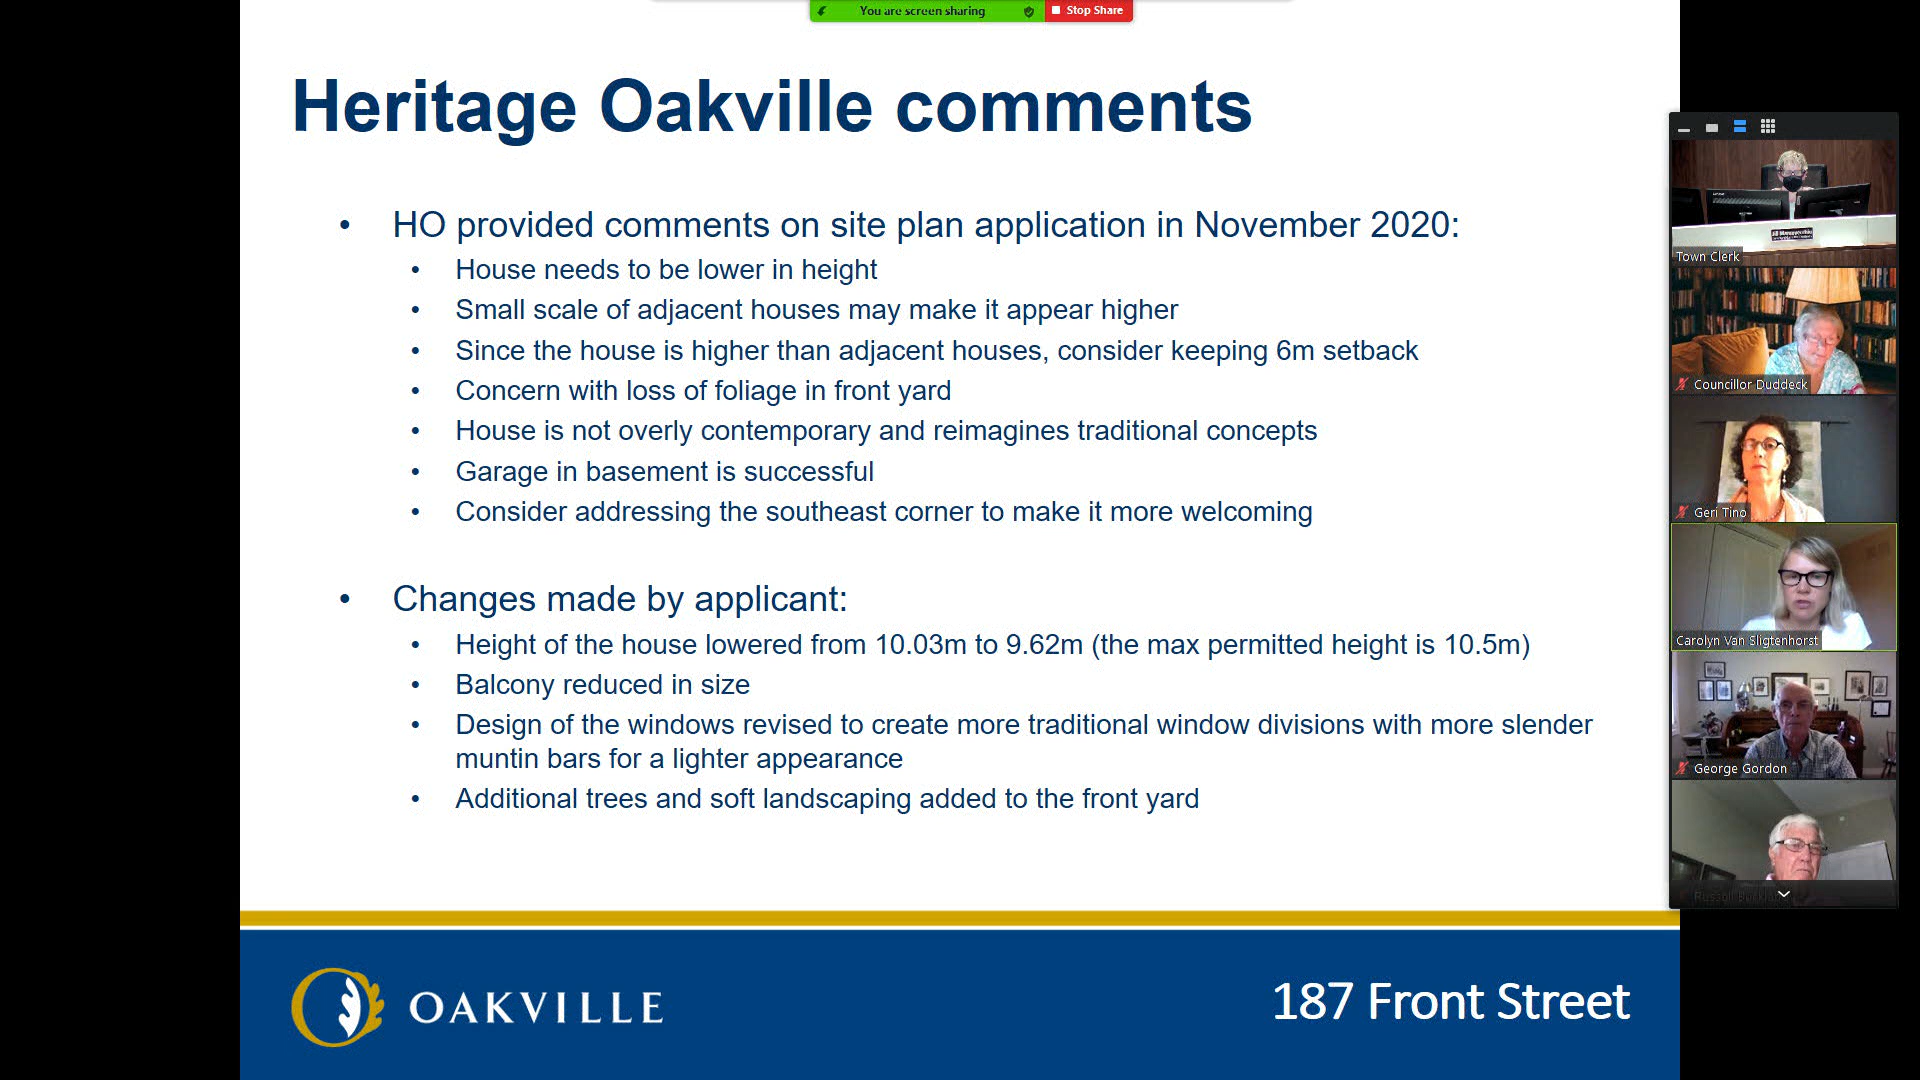 You are screen sharing
Stop Share
Heritage Oakville comments
• HO provided comments on site plan application in November 2020:
• House needs to be lower in height
• Small scale of adjacent houses may make it appear higher
• Since the house is higher than adjacent houses, consider keeping 6m setback
• Concern with loss of foliage in front yard
• House is not overly contemporary and reimagines traditional concepts
• Garage in basement is successful
• Consider addressing the southeast corner to make it more welcoming
• Changes made by applicant:
• Height of the house lowered from 10.03m to 9.62m (the max permitted height is 10.5m)
• Balcony reduced in size
• Design of the windows revised to create more traditional window divisions with more slender
muntin bars for a lighter appearance
• Additional trees and soft landscaping added to the front yard
OAKVILLE
187 Front Street
Town Clerk
Councillor Duddeck
Geri Tino
Carolyn Van Sligtenhorst
George Gordon